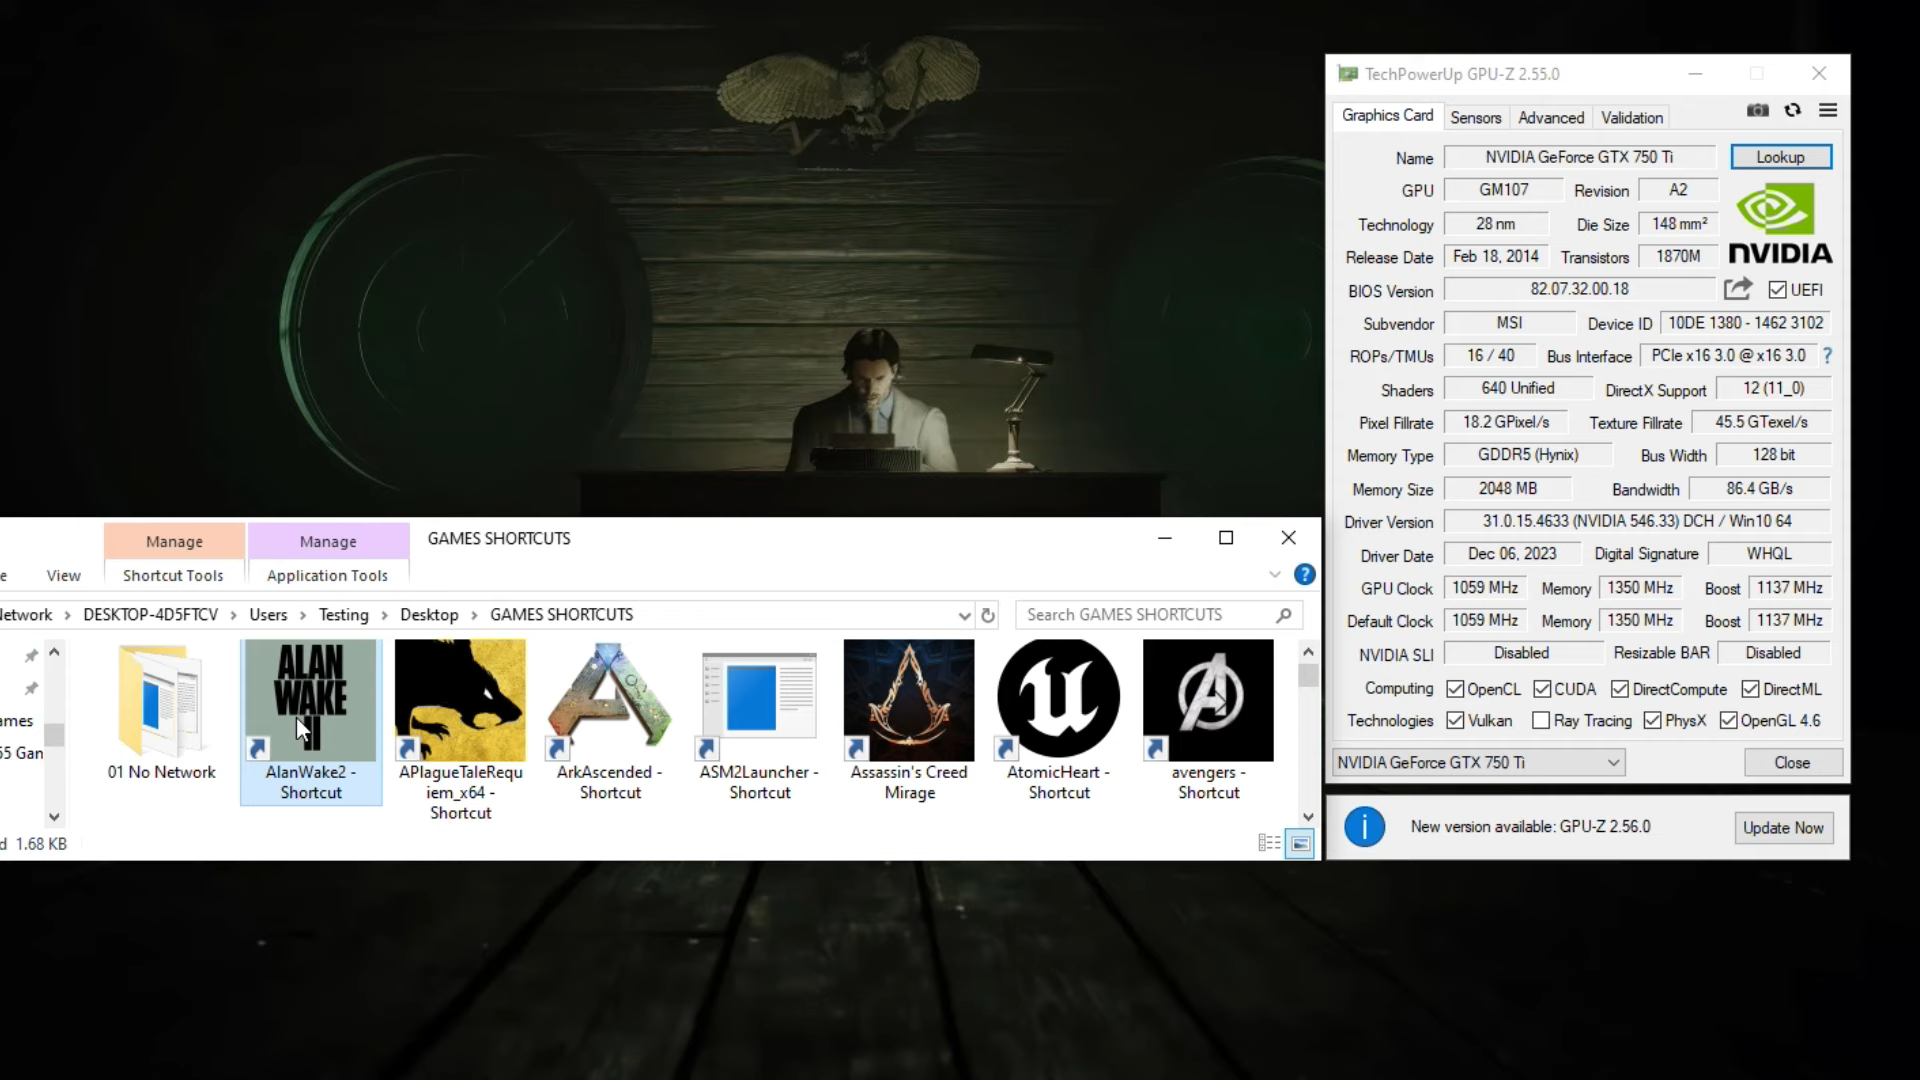 TechPowerUp GPU-Z 2.55.0
Graphics Card Sensors Advanced Validation
Name NVIDIA GeForce GTX 750 Ti Lookup
GPU GM107 Revision A2
Technology 28 nm Die Size 148 mm²
NVIDIA
Release Date Feb 18, 2014 Transistors 1870M
BIOS Version 82.07.32.00.18 UEFI
Subvendor MSI Device ID 10DE 1380 - 1462 3102
ROPs/TMUs 16 / 40 Bus Interface PCIe x16 3.0 @ x16 3.0 ?
Shaders 640 Unified DirectX Support 12 (11_0)
Pixel Fillrate 18.2 GPixel/s Texture Fillrate 45.5 GTexel/s
Memory Type GDDR5 (Hynix) Bus Width 128 bit
Memory Size 2048 MB Bandwidth 86.4 GB/s
Driver Version 31.0.15.4633 (NVIDIA 546.33) DCH / Win10 64
Driver Date Dec 06, 2023 Digital Signature WHQL
GPU Clock 1059 MHz Memory 1350 MHz Boost 1137 MHz
Default Clock 1059 MHz Memory 1350 MHz Boost 1137 MHz
NVIDIA SLI Disabled Resizable BAR Disabled
Computing OpenCL CUDA DirectCompute DirectML
Technologies Vulkan Ray Tracing PhysX OpenGL 4.6
NVIDIA GeForce GTX 750 Ti Close
New version available: GPU-Z 2.56.0 Update Now
Manage Manage GAMES SHORTCUTS
e View Shortcut Tools Application Tools ?
etwork > DESKTOP-4D5FTCV > Users > Testing > Desktop > GAMES SHORTCUTS Search GAMES SHORTCUTS
ames
55 Gan
ALAN
WAKE
II
01 No Network
AlanWake2 -
Shortcut
APlagueTaleRequ
iem_x64 -
Shortcut
ArkAscended -
Shortcut
ASM2Launcher -
Shortcut
Assassin's Creed
Mirage
AtomicHeart -
Shortcut
avengers -
Shortcut
d 1.68 KB